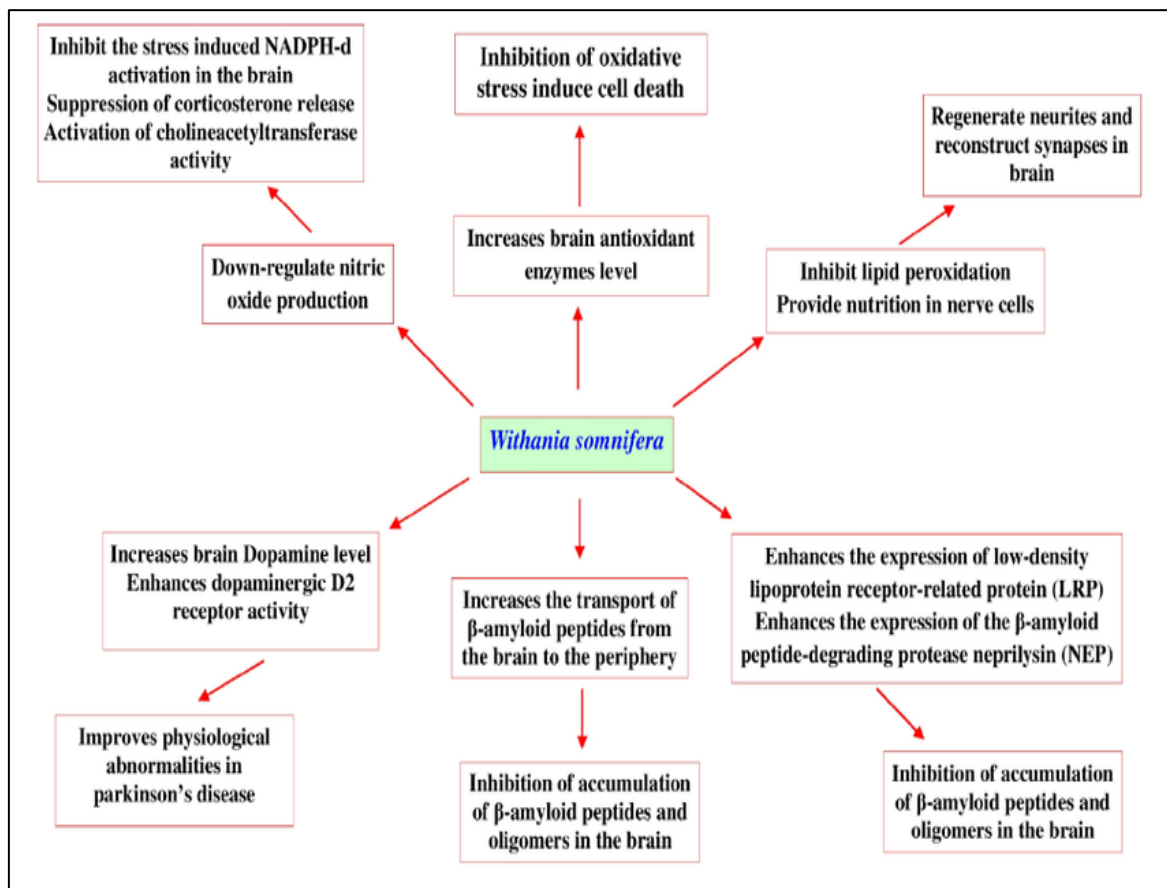 Inhibit the stress induced NADPH-d
activation in the brain
Suppression of corticosterone release
Activation of cholineacetyltransferase
activity
Inhibition of oxidative
stress induce cell death
Regenerate neurites and
reconstruct synapses in
brain
Down-regulate nitric
oxide production
Increases brain antioxidant
enzymes level
Inhibit lipid peroxidation
Provide nutrition in nerve cells
Withania somnifera
Increases brain Dopamine level
Enhances dopaminergic D2
receptor activity
Increases the transport of
β-amyloid peptides from
the brain to the periphery
Enhances the expression of low-density
lipoprotein receptor-related protein (LRP)
Enhances the expression of the β-amyloid
peptide-degrading protease neprilysin (NEP)
Improves physiological
abnormalities in
parkinson's disease
Inhibition of accumulation
of β-amyloid peptides and
oligomers in the brain
Inhibition of accumulation
of β-amyloid peptides and
oligomers in the brain